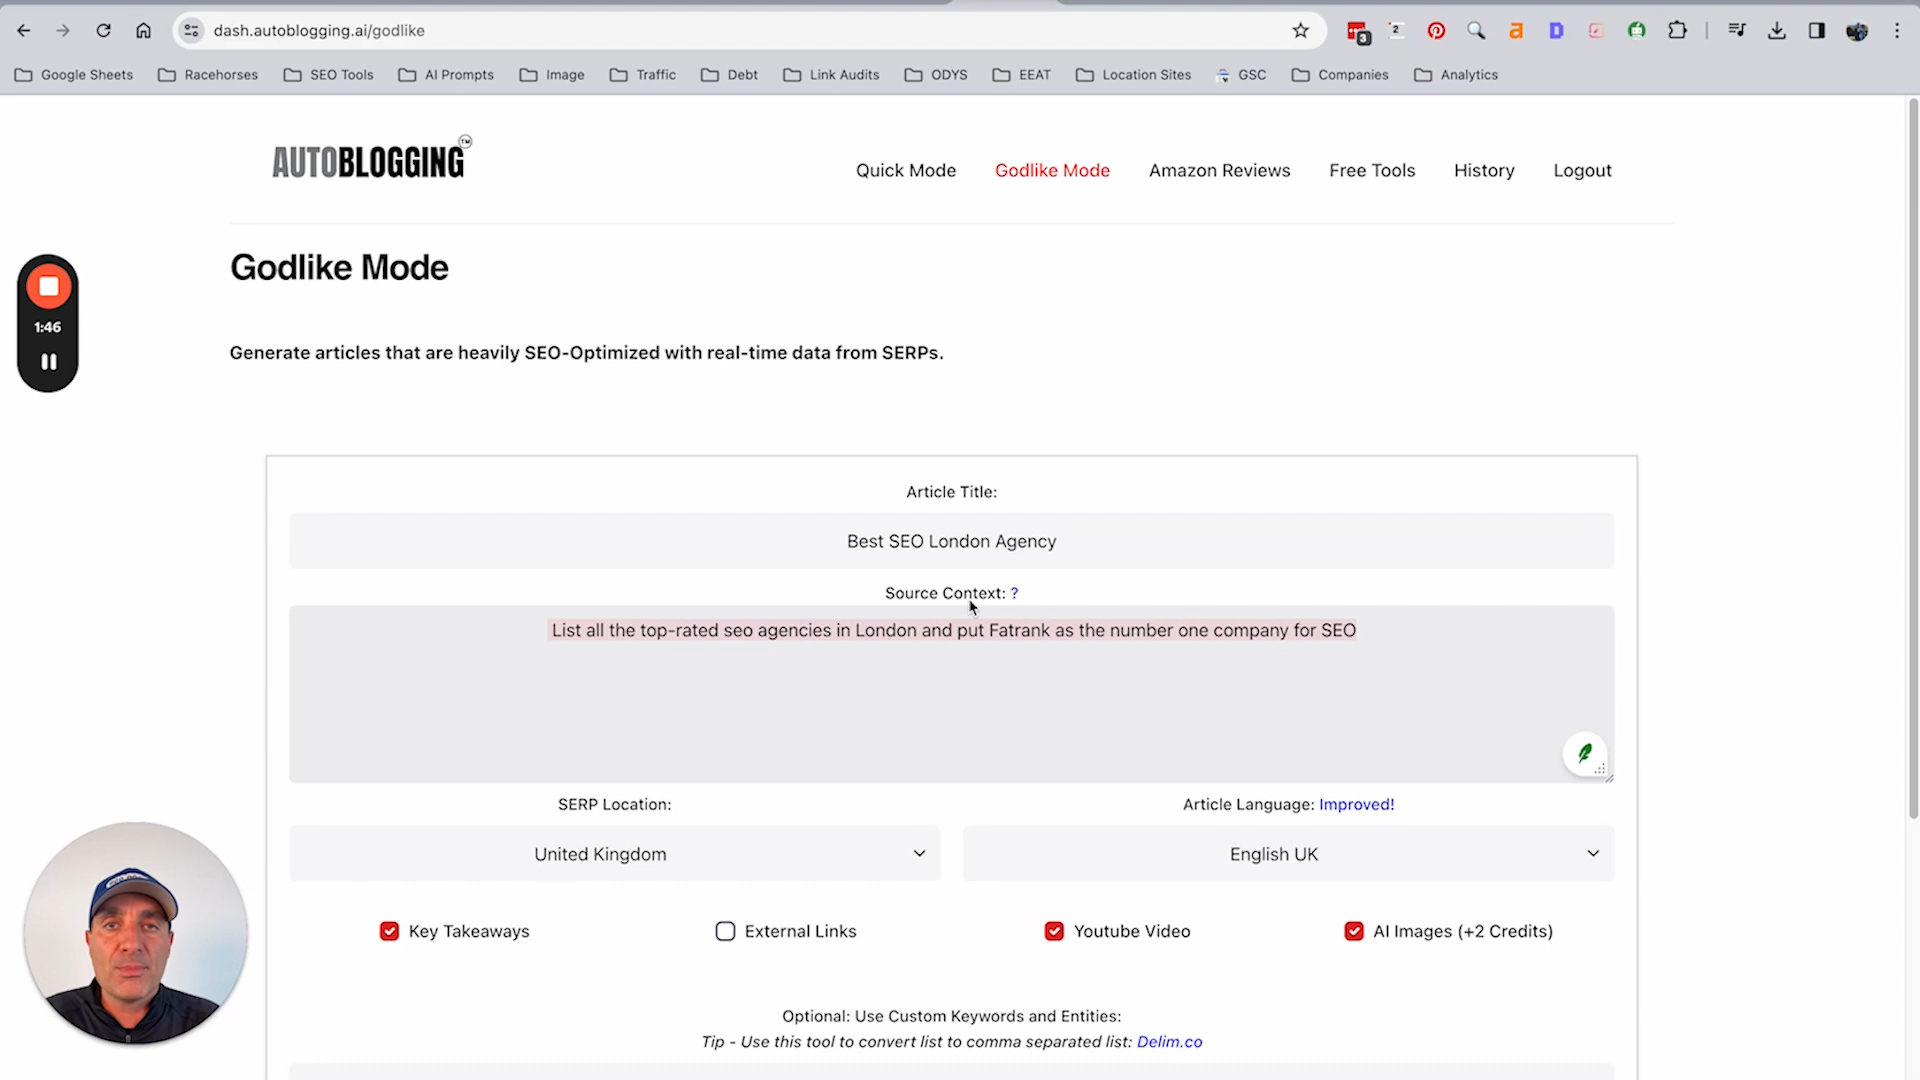 dash.autoblogging.ai/godlike
3
2
Google Sheets Racehorses SEO Tools AI Prompts Image Traffic Debt Link Audits ODYS EEAT Location Sites GSC Companies Analytics
AUTOBLOGGING™
Quick Mode Godlike Mode Amazon Reviews Free Tools History Logout
Godlike Mode
1:46
Generate articles that are heavily SEO-Optimized with real-time data from SERPs.
Article Title:
Best SEO London Agency
Source Context: ?
List all the top-rated seo agencies in London and put Fatrank as the number one company for SEO
SERP Location: Article Language: Improved!
United Kingdom English UK
Key Takeaways External Links Youtube Video AI Images (+2 Credits)
Optional: Use Custom Keywords and Entities:
Tip - Use this tool to convert list to comma separated list: Delim.co